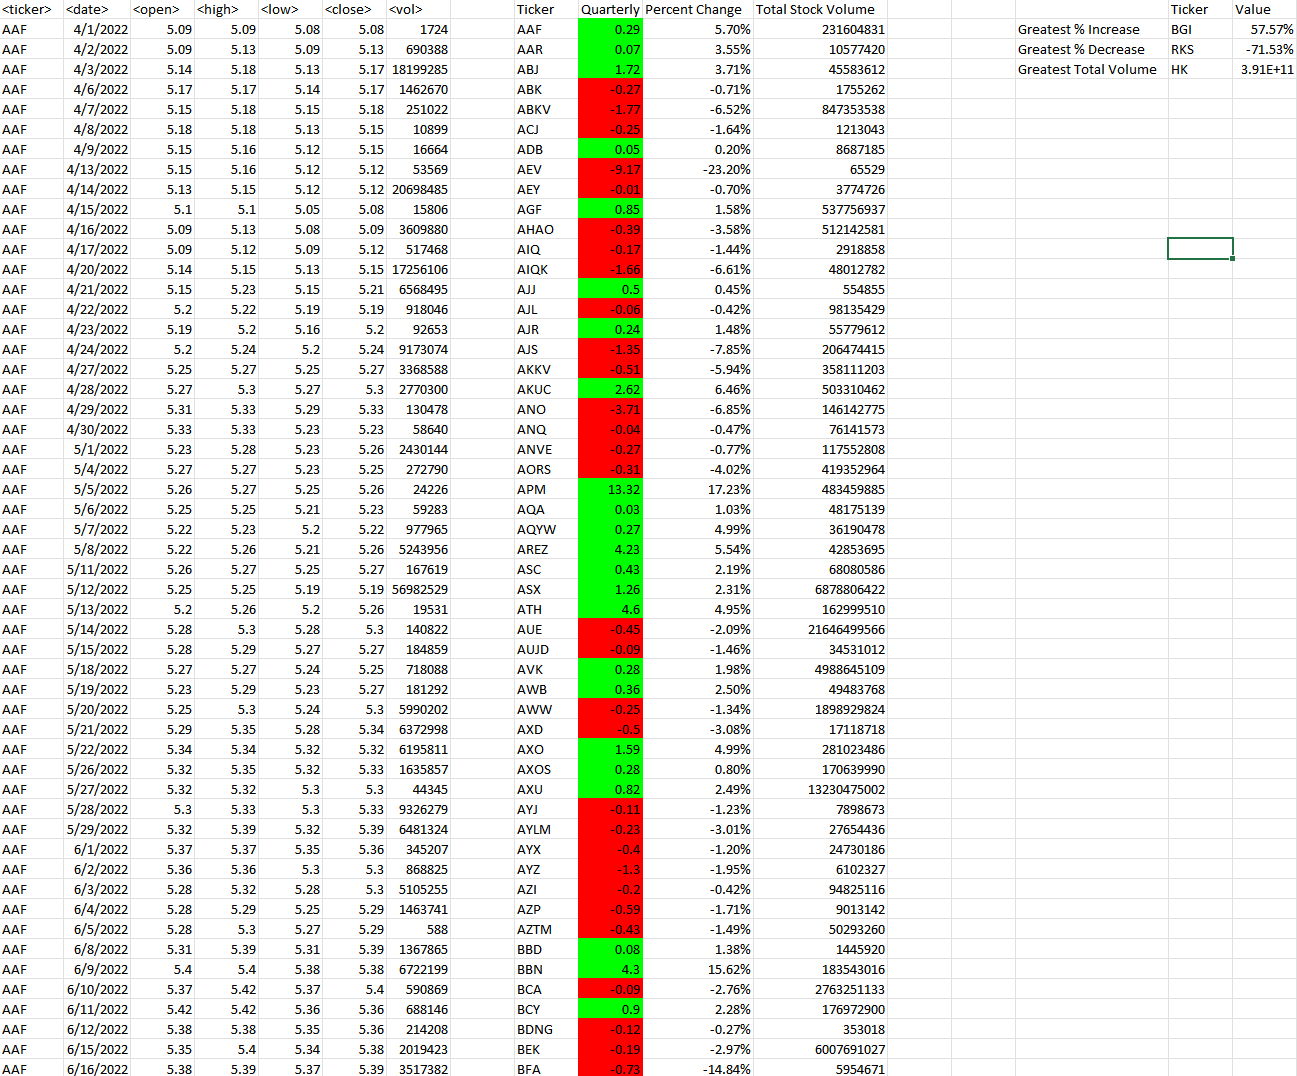 <ticker> <date> <open> <high> <low> <close> <vol> Ticker Quarterly Percent Change Total Stock Volume Ticker Value
AAF 4/1/2022 5.09 5.09 5.08 5.08 1724 AAF 0.29 5.70% 231604831 Greatest % Increase BGI 57.57%
AAF 4/2/2022 5.09 5.13 5.09 5.13 690388 AAR 0.07 3.55% 10577420 Greatest % Decrease RKS -71.53%
AAF 4/3/2022 5.14 5.18 5.13 5.17 18199285 ABJ 1.72 3.71% 45583612 Greatest Total Volume HK 3.91E+11
AAF 4/6/2022 5.17 5.17 5.14 5.17 1462670 ABK -0.27 -0.71% 1755262
AAF 4/7/2022 5.15 5.18 5.15 5.18 251022 ABKV -1.77 -6.52% 847353538
AAF 4/8/2022 5.18 5.18 5.13 5.15 10899 ACJ -0.25 -1.64% 1213043
AAF 4/9/2022 5.15 5.16 5.12 5.15 16664 ADB 0.05 0.20% 8687185
AAF 4/13/2022 5.15 5.16 5.12 5.12 53569 AEV -9.17 -23.20% 65529
AAF 4/14/2022 5.13 5.15 5.12 5.12 20698485 AEY -0.01 -0.70% 3774726
AAF 4/15/2022 5.1 5.1 5.05 5.08 15806 AGF 0.85 1.58% 537756937
AAF 4/16/2022 5.09 5.13 5.08 5.09 3609880 AHAO -0.39 -3.58% 512142581
AAF 4/17/2022 5.09 5.12 5.09 5.12 517468 AIQ -0.17 -1.44% 2918858
AAF 4/20/2022 5.14 5.15 5.13 5.15 17256106 AIQK -1.66 -6.61% 48012782
AAF 4/21/2022 5.15 5.23 5.15 5.21 6568495 AJJ 0.5 0.45% 554855
AAF 4/22/2022 5.2 5.22 5.19 5.19 918046 AJL -0.06 -0.42% 98135429
AAF 4/23/2022 5.19 5.2 5.16 5.2 92653 AJR 0.24 1.48% 55779612
AAF 4/24/2022 5.2 5.24 5.2 5.24 9173074 AJS -1.35 -7.85% 206474415
AAF 4/27/2022 5.25 5.27 5.25 5.27 3368588 AKKV -0.51 -5.94% 358111203
AAF 4/28/2022 5.27 5.3 5.27 5.3 2770300 AKUC 2.62 6.46% 503310462
AAF 4/29/2022 5.31 5.33 5.29 5.33 130478 ANO -3.71 -6.85% 146142775
AAF 4/30/2022 5.33 5.33 5.23 5.23 58640 ANQ -0.04 -0.47% 76141573
AAF 5/1/2022 5.23 5.28 5.23 5.26 2430144 ANVE -0.27 -0.77% 117552808
AAF 5/4/2022 5.27 5.27 5.23 5.25 272790 AORS -0.31 -4.02% 419352964
AAF 5/5/2022 5.26 5.27 5.25 5.26 24226 APM 13.32 17.23% 483459885
AAF 5/6/2022 5.25 5.25 5.21 5.23 59283 AQA 0.03 1.03% 48175139
AAF 5/7/2022 5.22 5.23 5.2 5.22 977965 AQYW 0.27 4.99% 36190478
AAF 5/8/2022 5.22 5.26 5.21 5.26 5243956 AREZ 4.23 5.54% 42853695
AAF 5/11/2022 5.26 5.27 5.25 5.27 167619 ASC 0.43 2.19% 68080586
AAF 5/12/2022 5.25 5.25 5.19 5.19 56982529 ASX 1.26 2.31% 6878806422
AAF 5/13/2022 5.2 5.26 5.2 5.26 19531 ATH 4.6 4.95% 162999510
AAF 5/14/2022 5.28 5.3 5.28 5.3 140822 AUE -0.45 -2.09% 21646499566
AAF 5/15/2022 5.28 5.29 5.27 5.27 184859 AUJD -0.09 -1.46% 34531012
AAF 5/18/2022 5.27 5.27 5.24 5.25 718088 AVK 0.28 1.98% 4988645109
AAF 5/19/2022 5.23 5.29 5.23 5.27 181292 AWB 0.36 2.50% 49483768
AAF 5/20/2022 5.25 5.3 5.24 5.3 5990202 AWW -0.25 -1.34% 1898929824
AAF 5/21/2022 5.29 5.35 5.28 5.34 6372998 AXD -0.5 -3.08% 17118718
AAF 5/22/2022 5.34 5.34 5.32 5.32 6195811 AXO 1.59 4.99% 281023486
AAF 5/26/2022 5.32 5.35 5.32 5.33 1635857 AXOS 0.28 0.80% 170639990
AAF 5/27/2022 5.32 5.32 5.3 5.3 44345 AXU 0.82 2.49% 13230475002
AAF 5/28/2022 5.3 5.33 5.3 5.33 9326279 AYJ -0.11 -1.23% 7898673
AAF 5/29/2022 5.32 5.39 5.32 5.39 6481324 AYLM -0.23 -3.01% 27654436
AAF 6/1/2022 5.37 5.37 5.35 5.36 345207 AYX -0.4 -1.20% 24730186
AAF 6/2/2022 5.36 5.36 5.3 5.3 868825 AYZ -1.3 -1.95% 6102327
AAF 6/3/2022 5.28 5.32 5.28 5.3 5105255 AZI -0.2 -0.42% 94825116
AAF 6/4/2022 5.28 5.29 5.25 5.29 1463741 AZP -0.59 -1.71% 9013142
AAF 6/5/2022 5.28 5.3 5.27 5.29 588 AZTM -0.43 -1.49% 50293260
AAF 6/8/2022 5.31 5.39 5.31 5.39 1367865 BBD 0.08 1.38% 1445920
AAF 6/9/2022 5.4 5.4 5.38 5.38 6722199 BBN 4.3 15.62% 183543016
AAF 6/10/2022 5.37 5.42 5.37 5.4 590869 BCA -0.09 -2.76% 2763251133
AAF 6/11/2022 5.42 5.42 5.36 5.36 688146 BCY 0.9 2.28% 176972900
AAF 6/12/2022 5.38 5.38 5.35 5.36 214208 BDNG -0.12 -0.27% 353018
AAF 6/15/2022 5.35 5.4 5.34 5.38 2019423 BEK -0.19 -2.97% 6007691027
AAF 6/16/2022 5.38 5.39 5.37 5.39 3517382 BFA -0.73 -14.84% 5954671